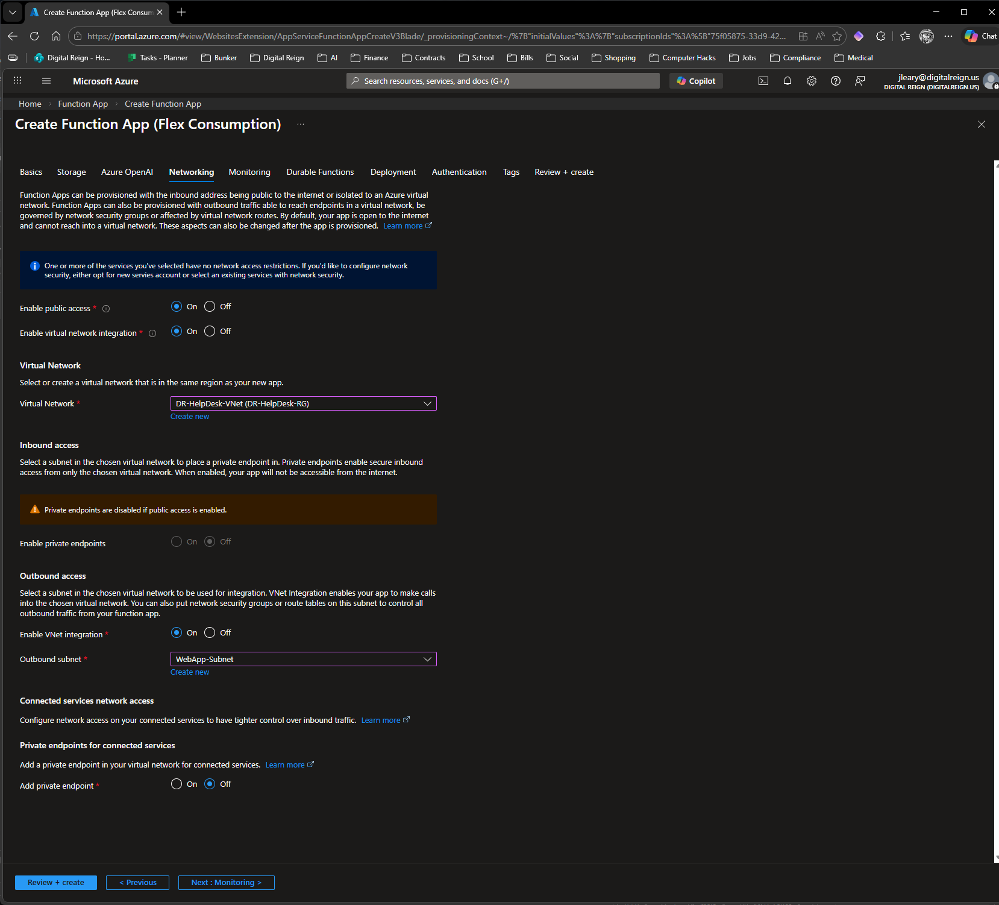 Create Function App (Flex Consum
https://portal.azure.com/#view/WebsitesExtension/AppServiceFunctionAppCreateV3Blade/_provisioningContext~/%7B"initialValues"%3A%7B"subscriptionIds"%3A%5B"75f05875-33d9-42...
Chat
Digital Reign - Ho...
Tasks - Planner
Bunker
Digital Reign
AI
Finance
Contracts
School
Bills
Social
Shopping
Computer Hacks
Jobs
Compliance
Medical
Microsoft Azure
Search resources, services, and docs (G+/)
Copilot
jleary@digitalreign.us
DIGITAL REIGN (DIGITALREIGN.US)
Home > Function App > Create Function App
Create Function App (Flex Consumption) ...
Basics
Storage
Azure OpenAI
Networking
Monitoring
Durable Functions
Deployment
Authentication
Tags
Review + create
Function Apps can be provisioned with the inbound address being public to the internet or isolated to an Azure virtual
network. Function Apps can also be provisioned with outbound traffic able to reach endpoints in a virtual network, be
governed by network security groups or affected by virtual network routes. By default, your app is open to the internet
and cannot reach into a virtual network. These aspects can also be changed after the app is provisioned. Learn more
One or more of the services you've selected have no network access restrictions. If you'd like to configure network
security, either opt for new servies account or select an existing services with network security.
Enable public access * On Off
Enable virtual network integration * On Off
Virtual Network
Select or create a virtual network that is in the same region as your new app.
Virtual Network * DR-HelpDesk-VNet (DR-HelpDesk-RG)
Create new
Inbound access
Select a subnet in the chosen virtual network to place a private endpoint in. Private endpoints enable secure inbound
access from only the chosen virtual network. When enabled, your app will not be accessible from the internet.
Private endpoints are disabled if public access is enabled.
Enable private endpoints On Off
Outbound access
Select a subnet in the chosen virtual network to be used for integration. VNet Integration enables your app to make calls
into the chosen virtual network. You can also put network security groups or route tables on this subnet to control all
outbound traffic from your function app.
Enable VNet integration * On Off
Outbound subnet * WebApp-Subnet
Create new
Connected services network access
Configure network access on your connected services to have tighter control over inbound traffic. Learn more
Private endpoints for connected services
Add a private endpoint in your virtual network for connected services. Learn more
Add private endpoint * On Off
Review + create
< Previous
Next : Monitoring >